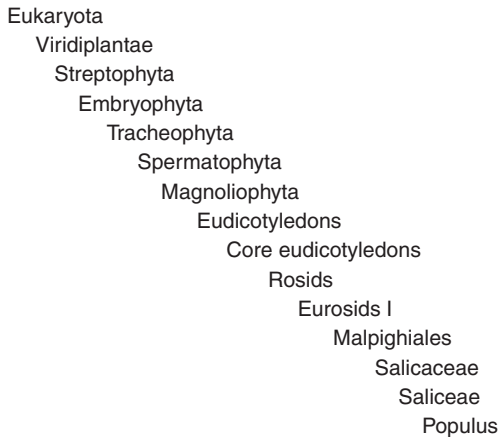 Eukaryota
Viridiplantae
Streptophyta
Embryophyta
Tracheophyta
Spermatophyta
Magnoliophyta
Eudicotyledons
Core eudicotyledons
Rosids
Eurosids I
Malpighiales
Salicaceae
Saliceae
Populus